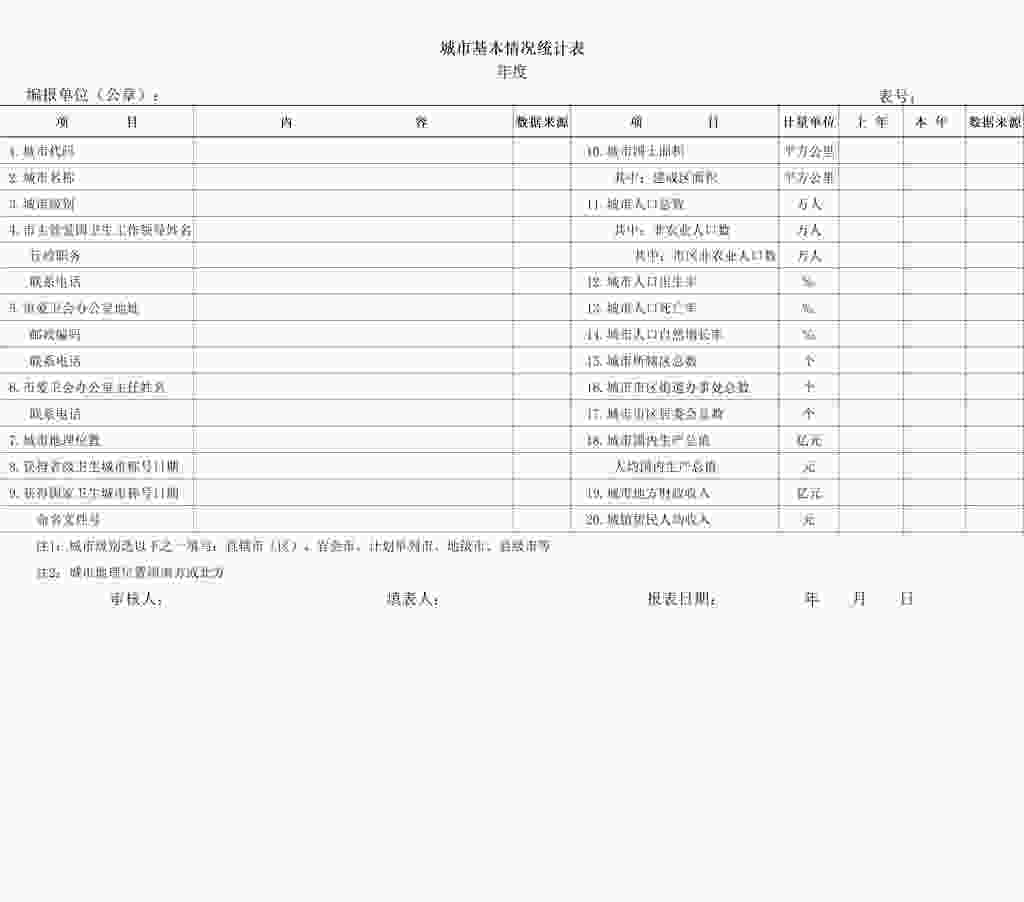 城市基本情况统计表
年度
编报单位（公章）： 表号：
项 目 内 容 数据来源 项 目 计量单位 上 年 本 年 数据来源
1.城市代码 10.城市国土面积 平方公里
2.城市名称 其中：建成区面积 平方公里
3.城市级别 11.城市人口总数 万人
4.市主管爱国卫生工作领导姓名 其中：非农业人口数 万人
行政职务 其中：市区非农业人口数 万人
联系电话 12.城市人口出生率 ‰
5.市爱卫会办公室地址 13.城市人口死亡率 ‰
邮政编码 14.城市人口自然增长率 ‰
联系电话 15.城市所辖区总数 个
6.市爱卫会办公室主任姓名 16.城市市区街道办事处总数 个
联系电话 17.城市市区居委会总数 个
7.城市地理位置 18.城市国内生产总值 亿元
8.获得省级卫生城市称号日期 人均国内生产总值 元
9.获得国家卫生城市称号日期 19.城市地方财政收入 亿元
命名文件号 20.城镇居民人均收入 元
注1：城市级别选以下之一填写：直辖市（区）、省会市、计划单列市、地级市、县级市等
注2：城市地理位置填南方或北方
审核人： 填表人： 报表日期： 年 月 日